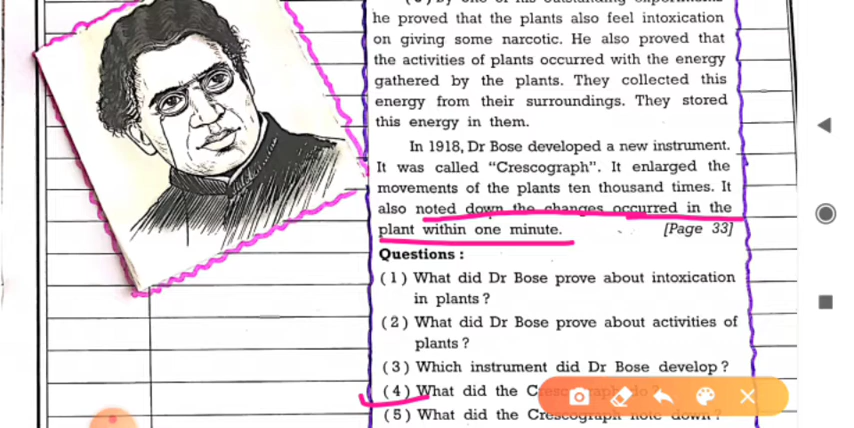 he proved that the plants also feel intoxication
on giving some narcotic. He also proved that
the activities of plants occurred with the energy
gathered by the plants. They collected this
energy from their surroundings. They stored
this energy in them.
In 1918, Dr Bose developed a new instrument.
It was called “Crescograph”. It enlarged the
movements of the plants ten thousand times. It
also noted down the changes occurred in the
plant within one minute. [Page 33]
Questions :
(1) What did Dr Bose prove about intoxication
in plants ?
(2) What did Dr Bose prove about activities of
plants ?
(3) Which instrument did Dr Bose develop ?
(4) What did the Crescograph do ?
(5) What did the Crescograph note down ?